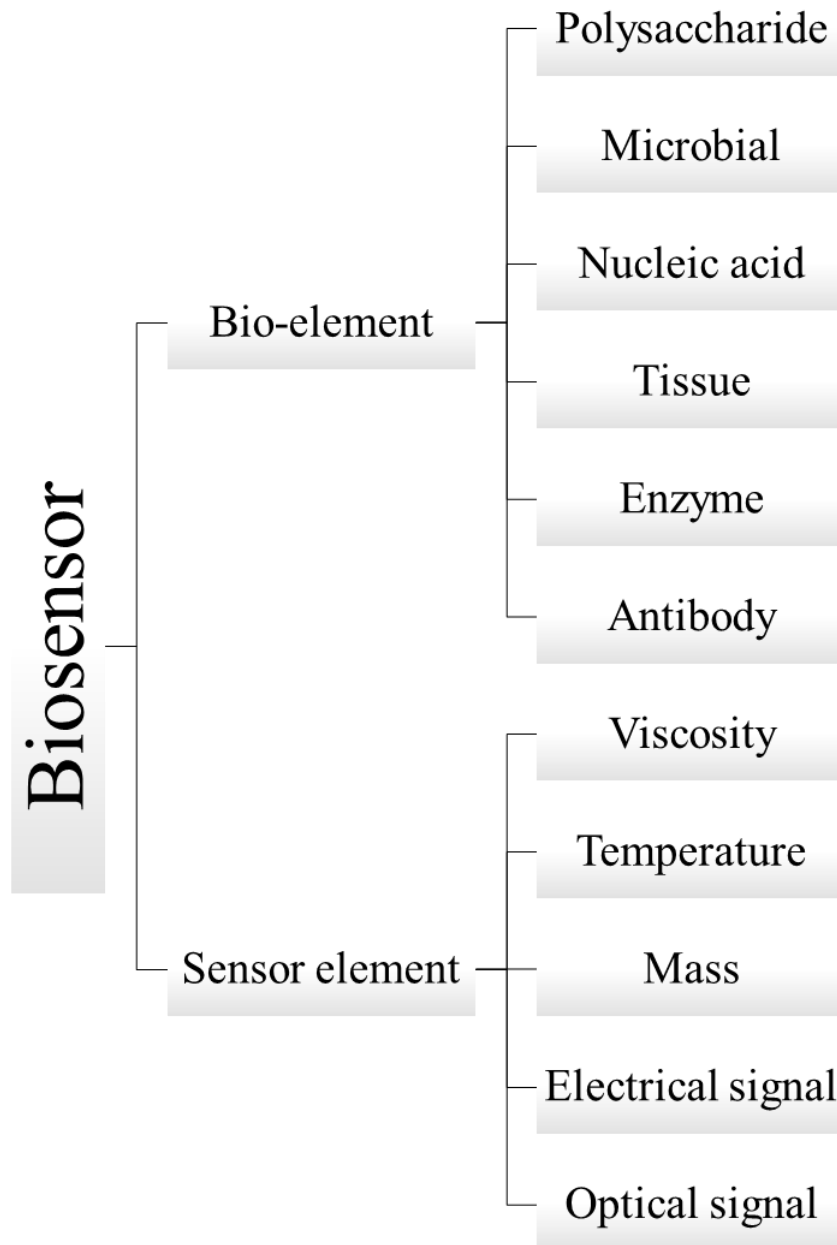 Biosensor
Bio-element
Polysaccharide
Microbial
Nucleic acid
Tissue
Enzyme
Antibody
Sensor element
Viscosity
Temperature
Mass
Electrical signal
Optical signal